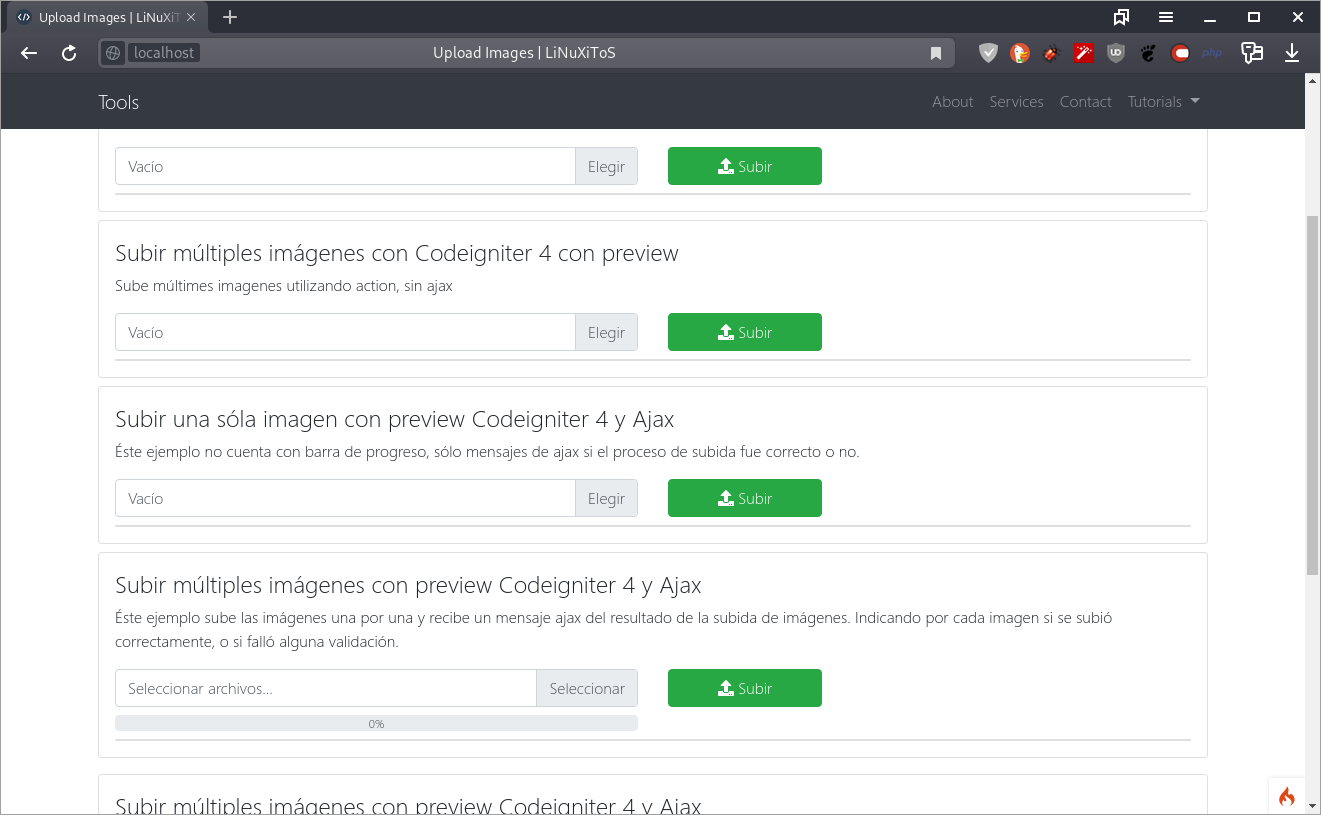 Upload Images | LiNuXiT
localhost
Upload Images | LiNuXiToS
php
Tools
About
Services
Contact
Tutorials
Vacío
Elegir
Subir
Subir múltiples imágenes con Codeigniter 4 con preview
Sube múltimes imagenes utilizando action, sin ajax
Vacío
Elegir
Subir
Subir una sóla imagen con preview Codeigniter 4 y Ajax
Éste ejemplo no cuenta con barra de progreso, sólo mensajes de ajax si el proceso de subida fue correcto o no.
Vacío
Elegir
Subir
Subir múltiples imágenes con preview Codeigniter 4 y Ajax
Éste ejemplo sube las imágenes una por una y recibe un mensaje ajax del resultado de la subida de imágenes. Indicando por cada imagen si se subió
correctamente, o si falló alguna validación.
Seleccionar archivos...
Seleccionar
Subir
0%
Subir múltiples imágenes con preview Codeigniter 4 y Ajax